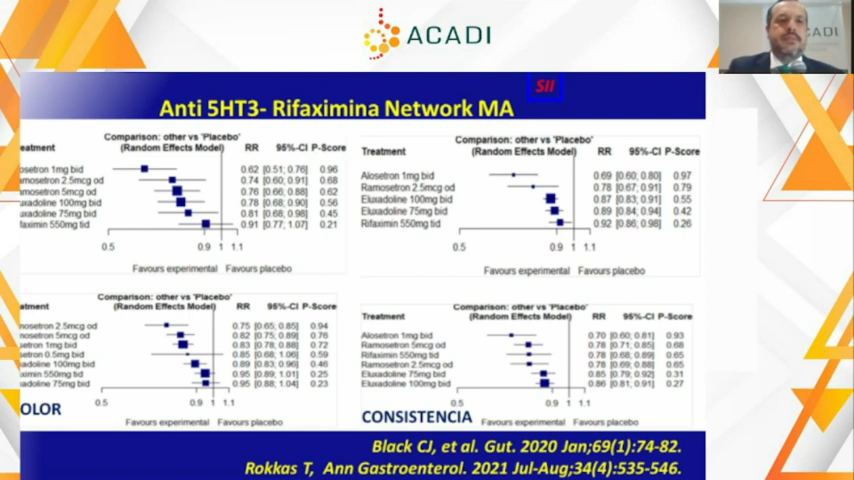 ACADI
ADI
SII
Anti 5HT3- Rifaximina Network MA
Comparison: other vs 'Placebo'
eatment (Random Effects Model) RR 95%-CI P-Score
osetron 1mg bid 0.62 [0.51; 0.76] 0.96
mosetron 2.5mcg od 0.74 [0.60; 0.91] 0.68
mosetron 5mcg od 0.76 [0.66; 0.88] 0.62
uxadoline 100mg bid 0.78 [0.68; 0.90] 0.56
uxadoline 75mg bid 0.81 [0.68; 0.98] 0.45
faximin 550mg tid 0.91 [0.77; 1.07] 0.21
0.5 0.9 1 1.1
Favours experimental Favours placebo
Comparison: other vs 'Placebo'
Treatment (Random Effects Model) RR 95%-CI P-Score
Alosetron 1mg bid 0.69 [0.60; 0.80] 0.97
Ramosetron 2.5mcg od 0.78 [0.67; 0.91] 0.79
Eluxadoline 100mg bid 0.87 [0.83; 0.91] 0.55
Eluxadoline 75mg bid 0.89 [0.84; 0.94] 0.42
Rifaximin 550mg tid 0.92 [0.86; 0.98] 0.26
0.5 0.9 1 1.1
Favours experimental Favours placebo
Comparison: other vs 'Placebo'
atment (Random Effects Model) RR 95%-CI P-Score
mosetron 2.5mcg od 0.75 [0.65; 0.85] 0.94
mosetron 5mcg od 0.82 [0.75; 0.89] 0.76
setron 1mg bid 0.83 [0.78; 0.88] 0.72
setron 0.5mg bid 0.85 [0.68; 1.06] 0.59
xadoline 100mg bid 0.89 [0.83; 0.96] 0.46
ximin 550mg tid 0.95 [0.89; 1.01] 0.25
xadoline 75mg bid 0.95 [0.88; 1.04] 0.23
0.5 0.9 1 1.1
OLOR
Favours experimental Favours placebo
Comparison: other vs 'Placebo'
Treatment (Random Effects Model) RR 95%-CI P-Score
Alosetron 1mg bid 0.70 [0.60; 0.81] 0.93
Ramosetron 5mcg od 0.78 [0.71; 0.85] 0.68
Rifaximin 550mg tid 0.78 [0.68; 0.89] 0.65
Ramosetron 2.5mcg od 0.78 [0.69; 0.88] 0.65
Eluxadoline 75mg bid 0.85 [0.79; 0.92] 0.31
Eluxadoline 100mg bid 0.86 [0.81; 0.91] 0.27
0.5 0.9 1 1.1
CONSISTENCIA
Favours experimental Favours placebo
Black CJ, et al. Gut. 2020 Jan;69(1):74-82.
Rokkas T, Ann Gastroenterol. 2021 Jul-Aug;34(4):535-546.